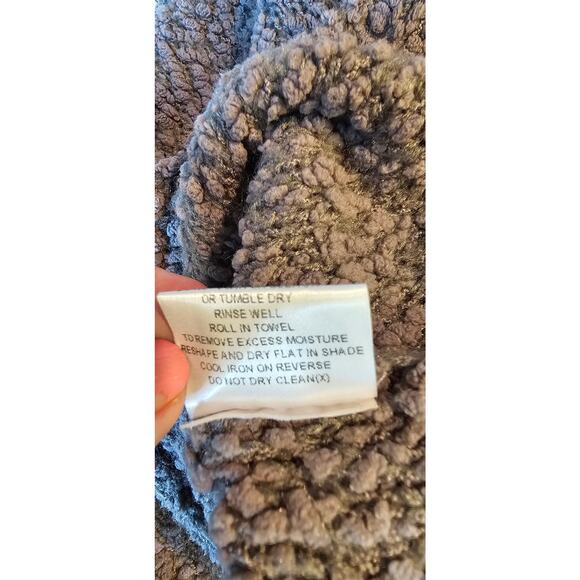 OR TUMBLE DRY
RINSE WELL
ROLL IN TOWEL
TO REMOVE EXCESS MOISTURE
RESHAPE AND DRY FLAT IN SHADE
COOL IRON ON REVERSE
DO NOT DRY CLEAN(X)